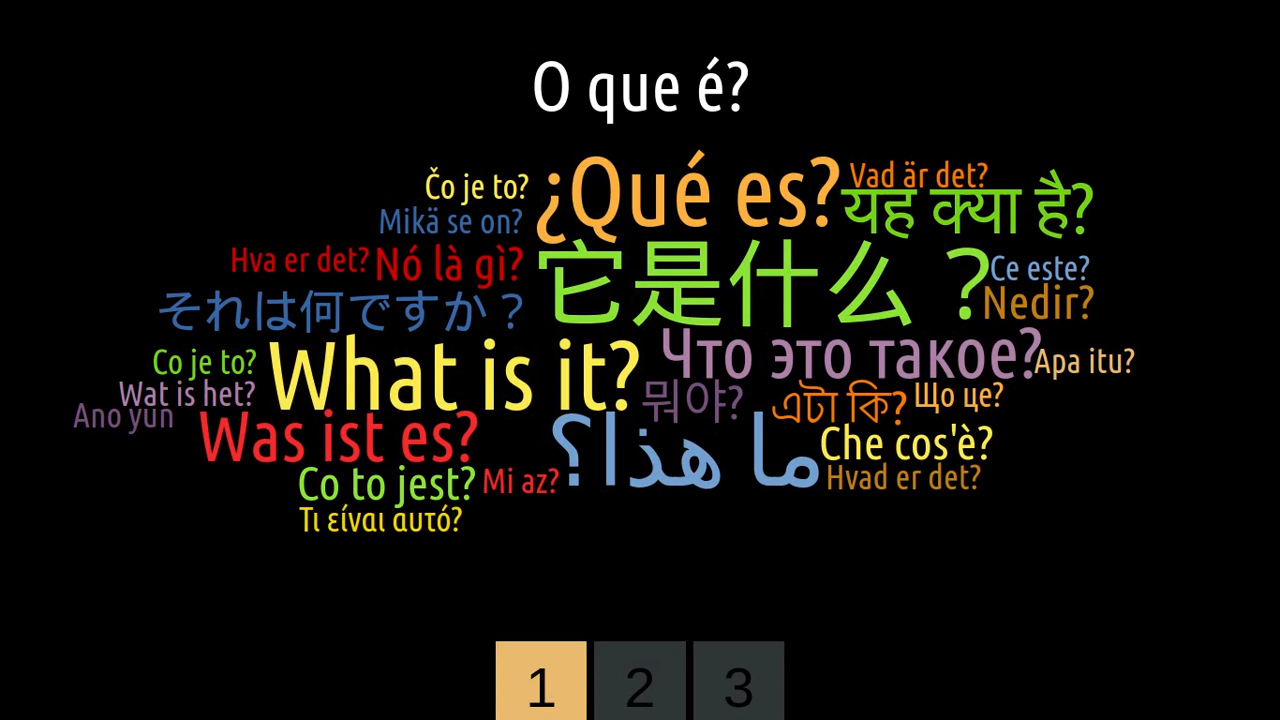 O que é?
Čo je to?
¿Qué es?
Vad är det?
Mikä se on?
यह क्या है?
Hva er det?
Nó là gì?
它是什么？
Ce este?
それは何ですか？
Nedir?
Co je to?
What is it?
Что это такое?
Apa itu?
Wat is het?
뭐야?
এটা কি?
Що це?
Ano yun
Was ist es?
ما هذا؟
Che cos'è?
Co to jest?
Mi az?
Hvad er det?
Τι είναι αυτό?
1 2 3